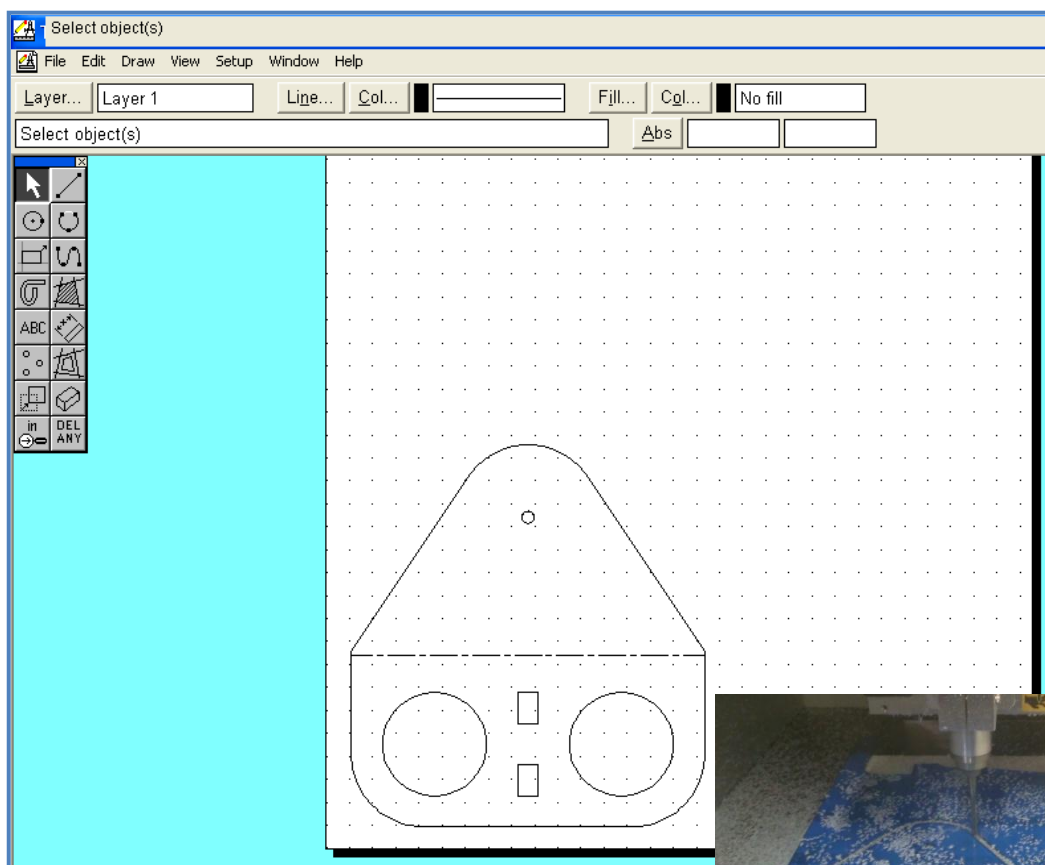 Select object(s)
File Edit Draw View Setup Window Help
Layer... Layer 1 Line... Col... Fill... Col... No fill
Select object(s) Abs
ABC
in DEL
ANY